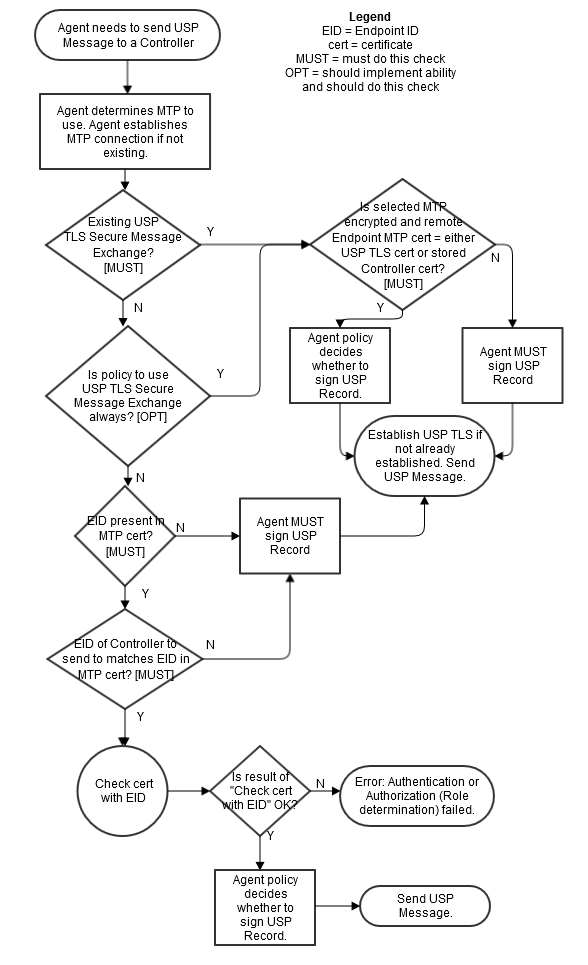 Agent needs to send USP
Message to a Controller
Legend
EID = Endpoint ID
cert = certificate
MUST = must do this check
OPT = should implement ability
and should do this check
Agent determines MTP to
use. Agent establishes
MTP connection if not
existing.
Existing USP
TLS Secure Message
Exchange?
[MUST]
Y
N
Is selected MTP
encrypted and remote
Endpoint MTP cert = either
USP TLS cert or stored
Controller cert?
[MUST]
N
Y
Is policy to use
USP TLS Secure
Message Exchange
always? [OPT]
Y
N
Agent policy
decides
whether to
sign USP
Record.
Agent MUST
sign USP
Record
Establish USP TLS if
not already
established. Send
USP Message.
EID present in
MTP cert?
[MUST]
N
Y
Agent MUST
sign USP
Record
EID of Controller to
send to matches EID in
MTP cert? [MUST]
N
Y
Check cert
with EID
Is result of
"Check cert
with EID" OK?
N
Y
Error: Authentication or
Authorization (Role
determination) failed.
Agent policy
decides
whether to
sign USP
Record.
Send USP
Message.